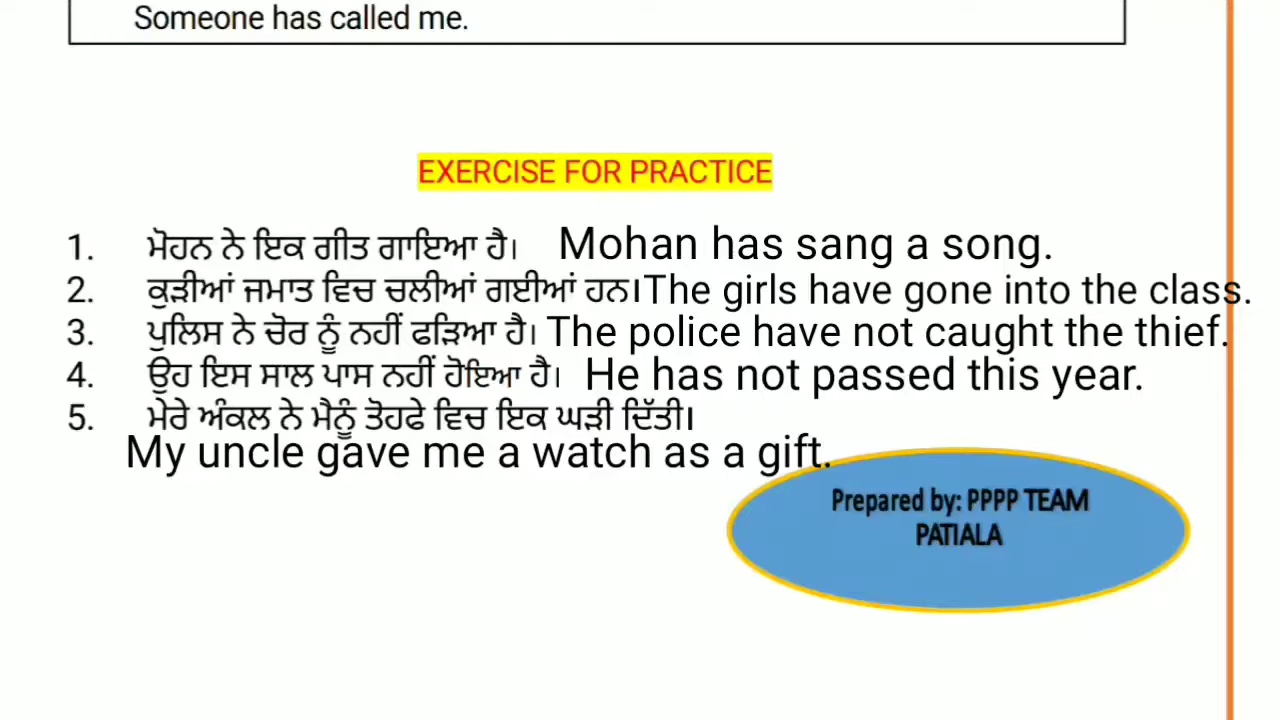 Someone has called me.
EXERCISE FOR PRACTICE
1. ਮੋਹਨ ਨੇ ਇਕ ਗੀਤ ਗਾਇਆ ਹੈ। Mohan has sang a song.
2. ਕੁੜੀਆਂ ਜਮਾਤ ਵਿਚ ਚਲੀਆਂ ਗਈਆਂ ਹਨ। The girls have gone into the class.
3. ਪੁਲਿਸ ਨੇ ਚੋਰ ਨੂੰ ਨਹੀਂ ਫੜਿਆ ਹੈ। The police have not caught the thief.
4. ਉਹ ਇਸ ਸਾਲ ਪਾਸ ਨਹੀਂ ਹੋਇਆ ਹੈ। He has not passed this year.
5. ਮੇਰੇ ਅੰਕਲ ਨੇ ਮੈਨੂੰ ਤੋਹਫੇ ਵਿਚ ਇਕ ਘੜੀ ਦਿੱਤੀ।
My uncle gave me a watch as a gift.
Prepared by: PPPP TEAM
PATIALA